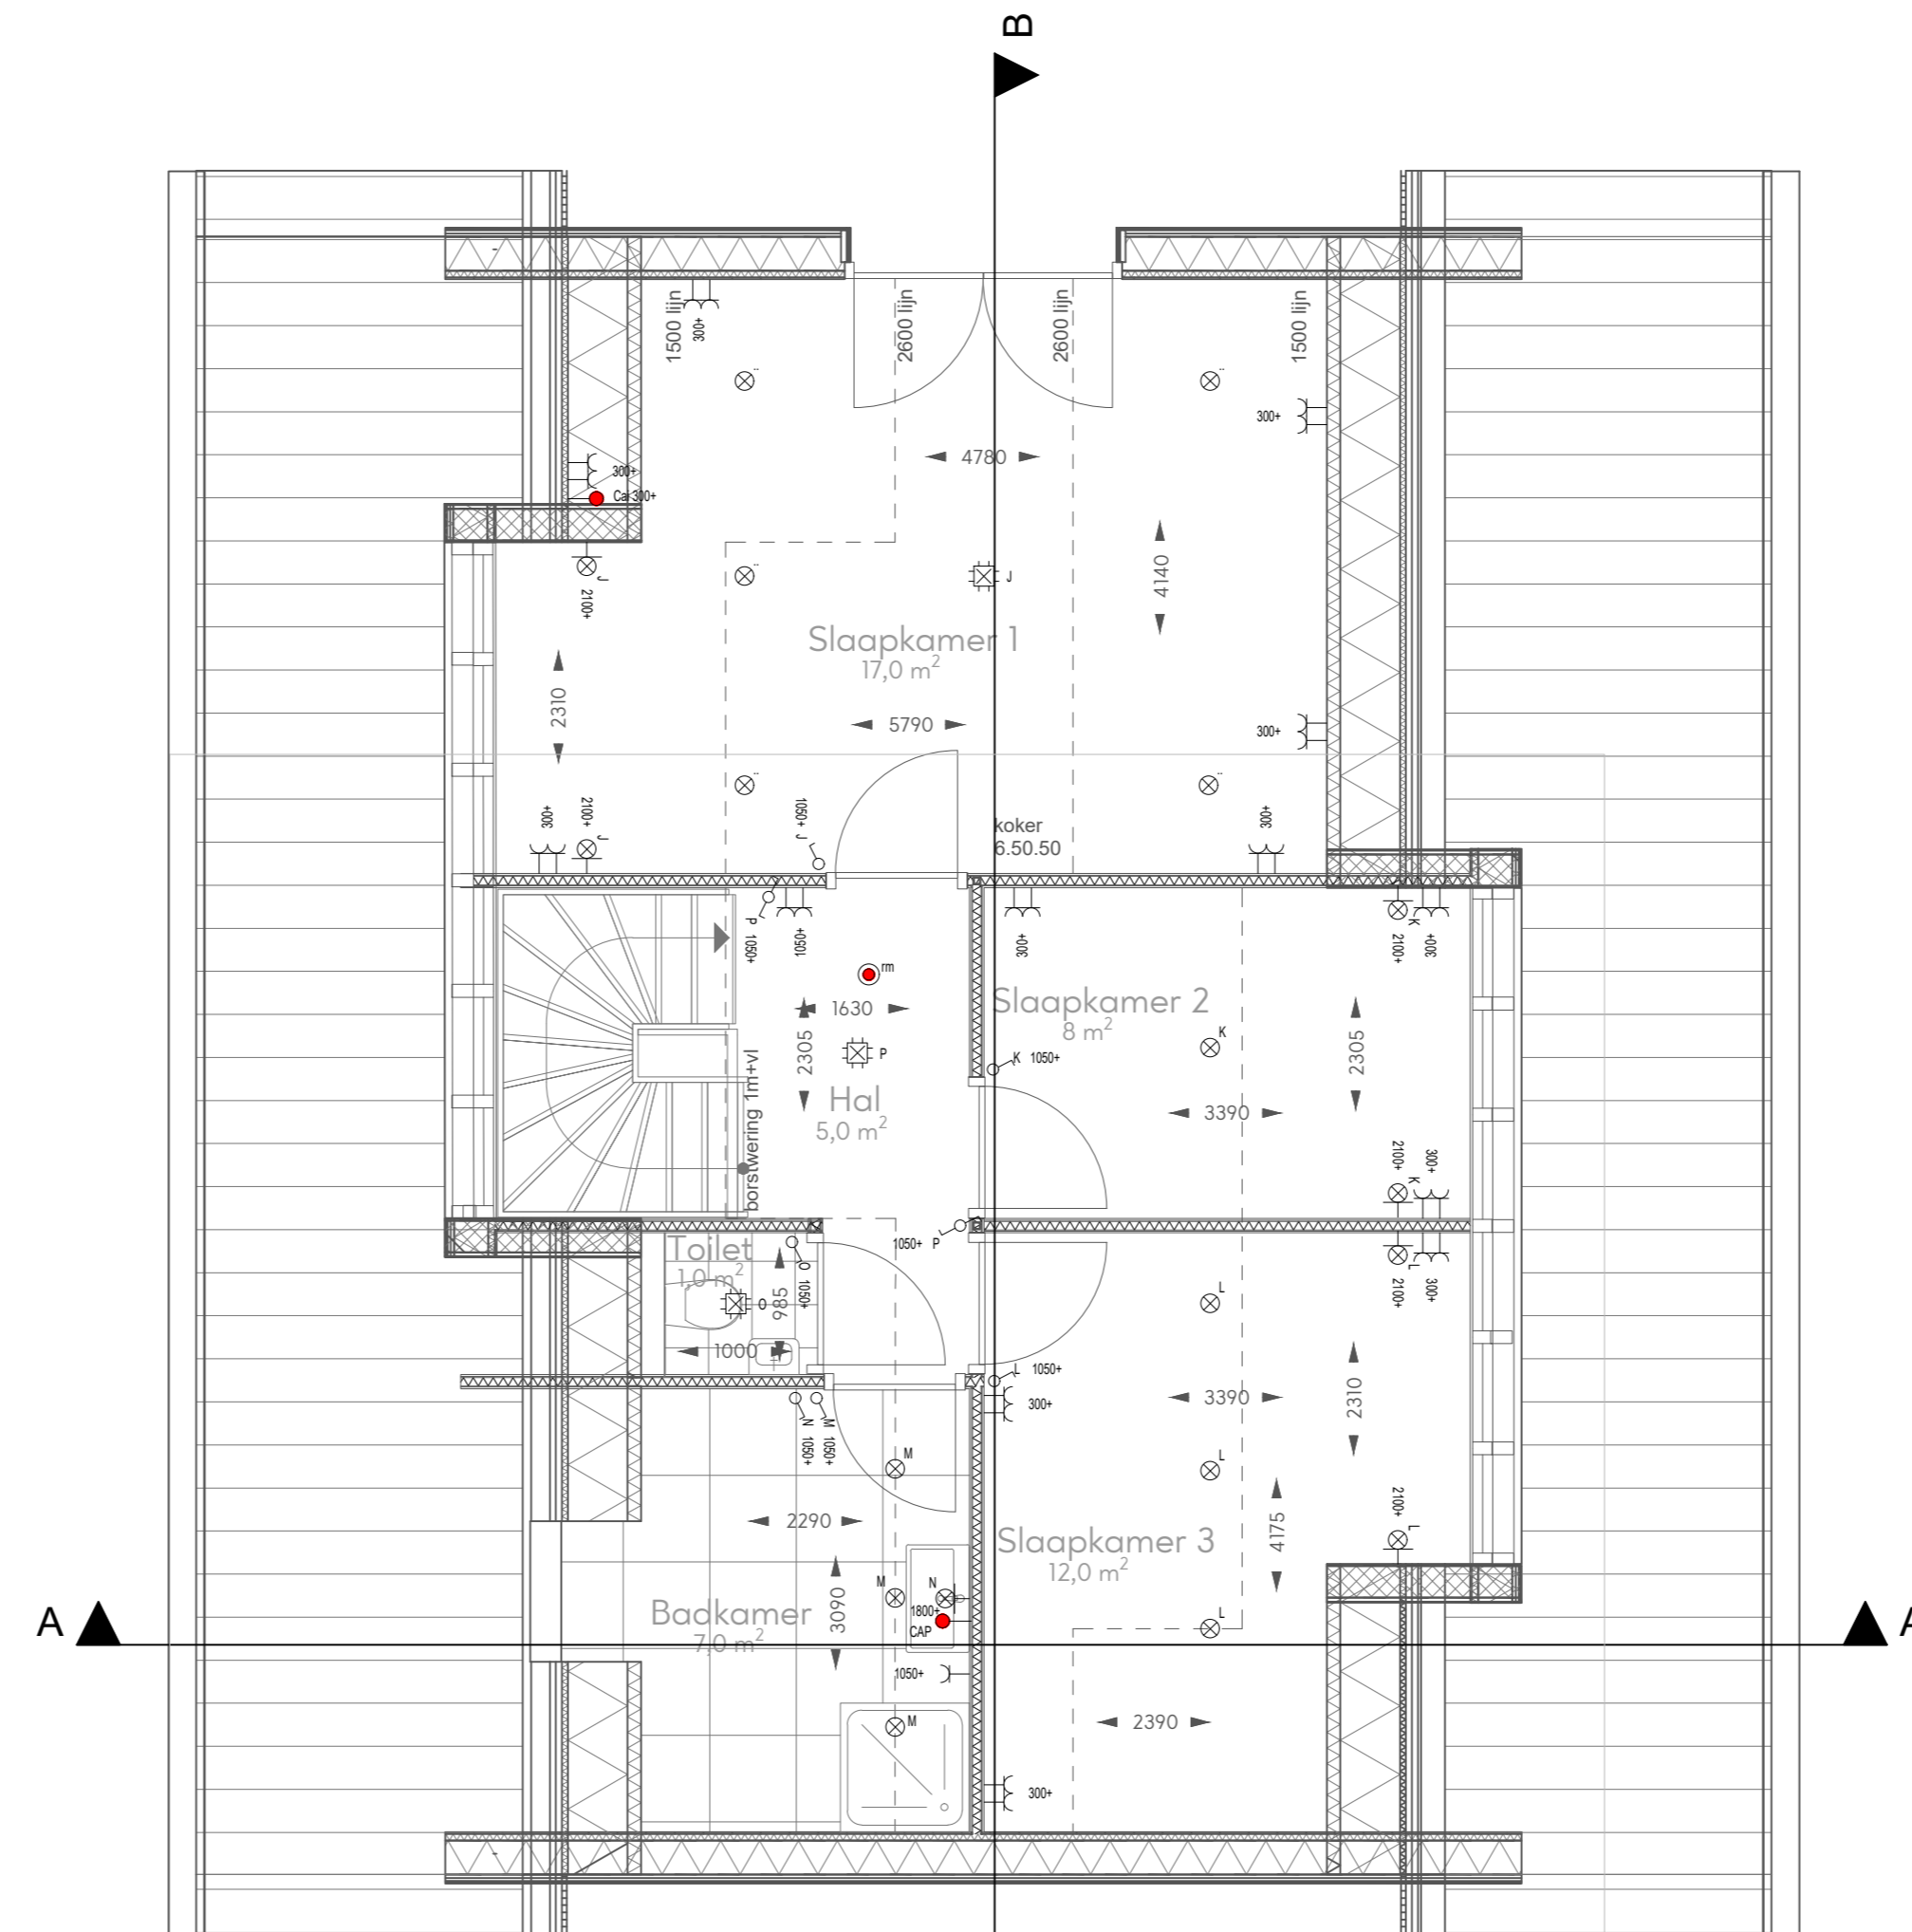 B
1500 lijn
300+
2600 lijn
2600 lijn
1500 lijn
300+
4780
300+
Cai 300+
J
2100+
J
4140
Slaapkamer 1
17,0 m²
2310
5790
300+
300+
2100+
J
1050+ J
koker
6.50.50
300+
P 1050+
1050+
300+
K
2100+
300+
rm
1630
2305
P
Hal
5,0 m²
borstwering 1m+vl
Slaapkamer 2
8 m²
K
K 1050+
2305
3390
2100+
K
300+
1050+ P
Toilet
1,0 m²
O
O 1050+
985
1000
L
L
2100+
300+
L 1050+
300+
3390
2310
N 1050+
M 1050+
M
L
2290
Slaapkamer 3
12,0 m²
4175
2100+
L
Badkamer
7,0 m²
3090
M
N
1800+
CAP
L
A
A
1050+
M
2390
300+